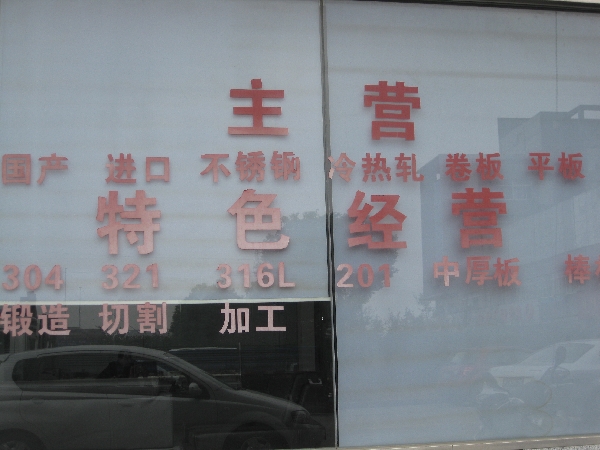 主 营
国产 进口 不锈钢 冷热轧 卷板 平板
特色经营
304 321 316L 201 中厚板 棒
锻造 切割 加工